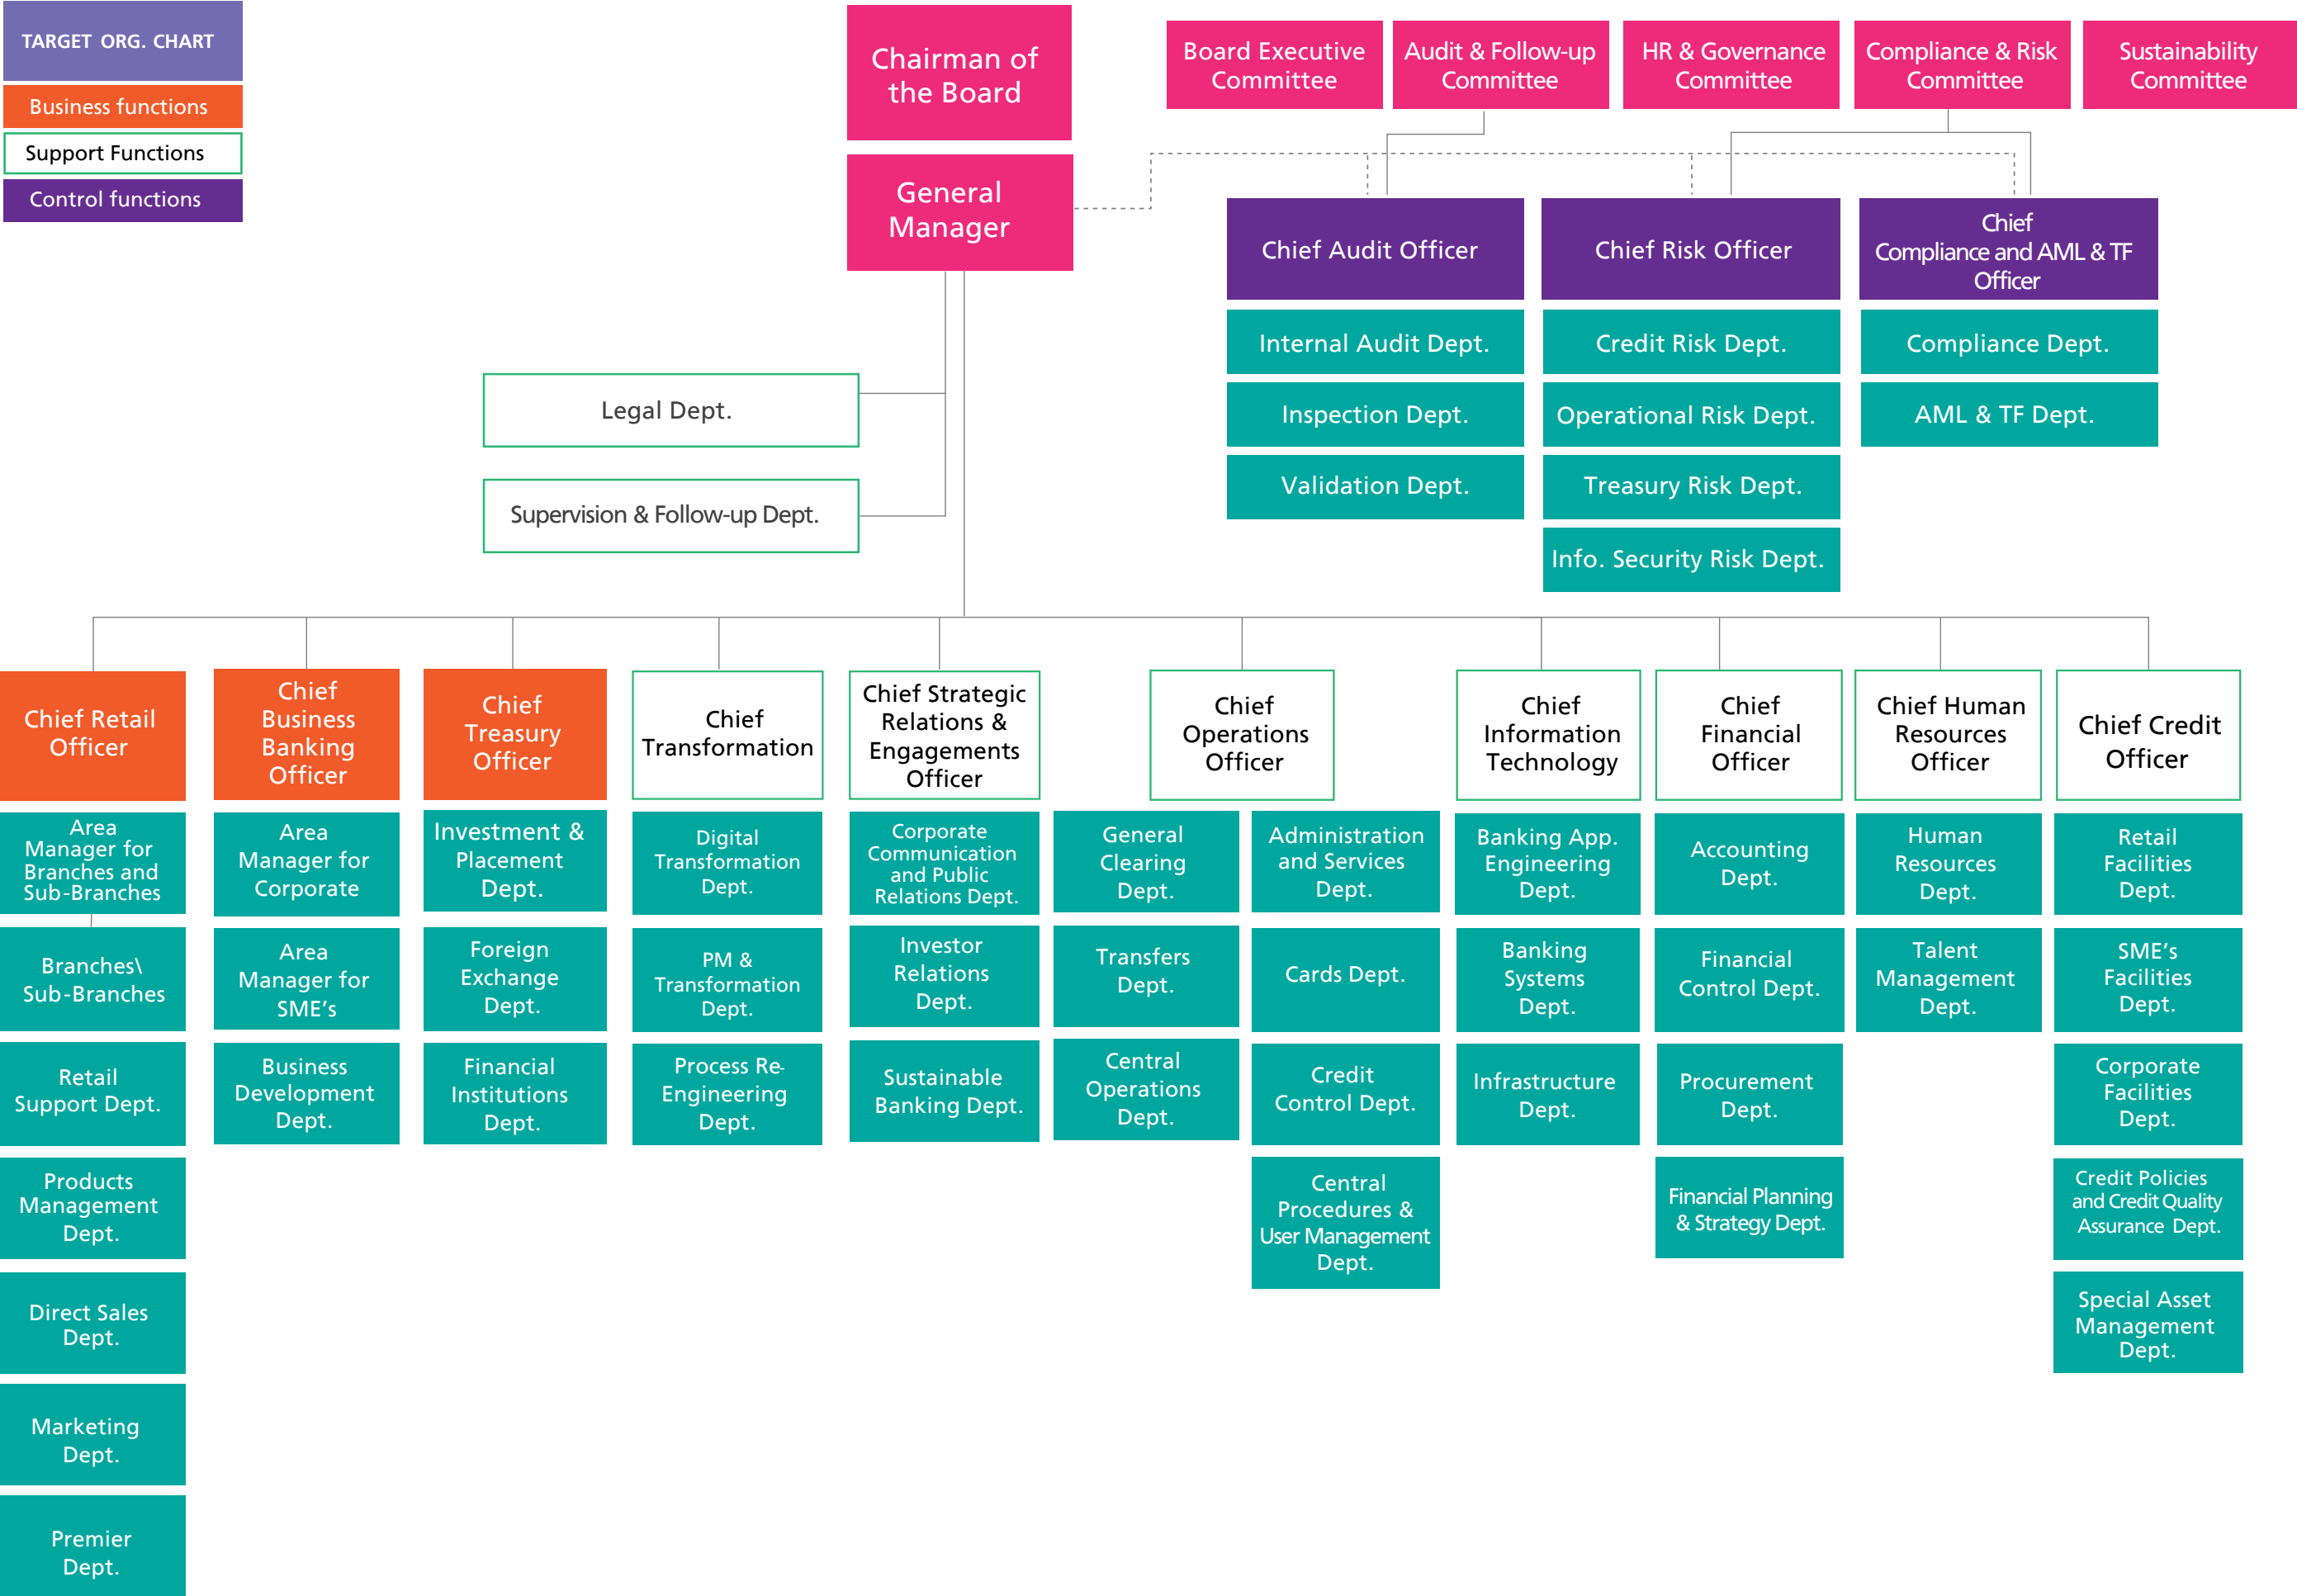 TARGET ORG. CHART
Business functions
Support Functions
Control functions
Chairman of
the Board
General
Manager
Board Executive
Committee
Audit & Follow-up
Committee
HR & Governance
Committee
Compliance & Risk
Committee
Sustainability
Committee
Chief Audit Officer
Internal Audit Dept.
Inspection Dept.
Validation Dept.
Chief Risk Officer
Credit Risk Dept.
Operational Risk Dept.
Treasury Risk Dept.
Info. Security Risk Dept.
Chief
Compliance and AML & TF
Officer
Compliance Dept.
AML & TF Dept.
Legal Dept.
Supervision & Follow-up Dept.
Chief Retail
Officer
Area
Manager for
Branches and
Sub-Branches
Branches\
Sub-Branches
Retail
Support Dept.
Products
Management
Dept.
Direct Sales
Dept.
Marketing
Dept.
Premier
Dept.
Chief
Business
Banking
Officer
Area
Manager for
Corporate
Area
Manager for
SME's
Business
Development
Dept.
Chief
Treasury
Officer
Investment &
Placement
Dept.
Foreign
Exchange
Dept.
Financial
Institutions
Dept.
Chief
Transformation
Digital
Transformation
Dept.
PM &
Transformation
Dept.
Process Re-
Engineering
Dept.
Chief Strategic
Relations &
Engagements
Officer
Corporate
Communication
and Public
Relations Dept.
Investor
Relations
Dept.
Sustainable
Banking Dept.
Chief
Operations
Officer
General
Clearing
Dept.
Transfers
Dept.
Central
Operations
Dept.
Administration
and Services
Dept.
Cards Dept.
Credit
Control Dept.
Central
Procedures &
User Management
Dept.
Chief
Information
Technology
Banking App.
Engineering
Dept.
Banking
Systems
Dept.
Infrastructure
Dept.
Chief
Financial
Officer
Accounting
Dept.
Financial
Control Dept.
Procurement
Dept.
Financial Planning
& Strategy Dept.
Chief Human
Resources
Officer
Human
Resources
Dept.
Talent
Management
Dept.
Chief Credit
Officer
Retail
Facilities
Dept.
SME's
Facilities
Dept.
Corporate
Facilities
Dept.
Credit Policies
and Credit Quality
Assurance Dept.
Special Asset
Management
Dept.